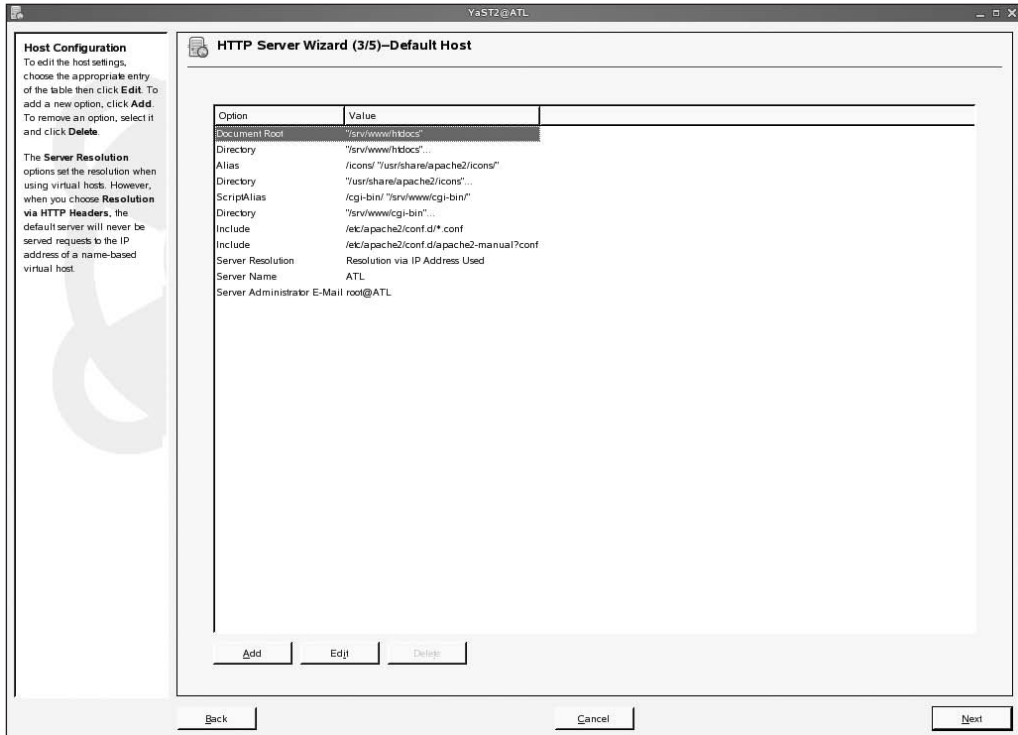 YaST2@ATL
Host Configuration
To edit the host settings,
choose the appropriate entry
of the table then click Edit. To
add a new option, click Add.
To remove an option, select it
and click Delete.
The Server Resolution
options set the resolution when
using virtual hosts. However,
when you choose Resolution
via HTTP Headers, the
default server will never be
served requests to the IP
address of a name-based
virtual host.
HTTP Server Wizard (3/5)–Default Host
Option Value
Document Root "/srv/www/htdocs"
Directory "/srv/www/htdocs"...
Alias /icons/ "/usr/share/apache2/icons/"
Directory "/usr/share/apache2/icons"...
ScriptAlias /cgi-bin/ "/srv/www/cgi-bin/"
Directory "/srv/www/cgi-bin"...
Include /etc/apache2/conf.d/*.conf
Include /etc/apache2/conf.d/apache2-manual?conf
Server Resolution Resolution via IP Address Used
Server Name ATL
Server Administrator E-Mail root@ATL
Add Edit Delete
Back Cancel Next